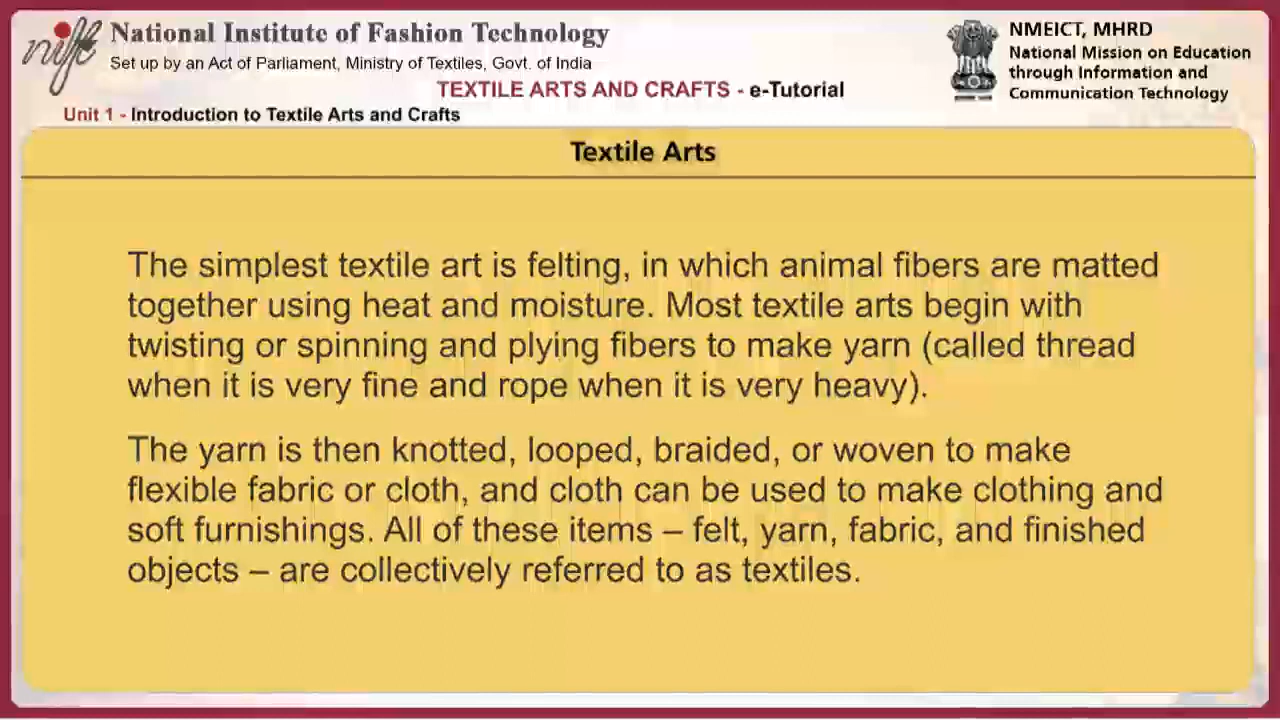 nift
National Institute of Fashion Technology
Set up by an Act of Parliament, Ministry of Textiles, Govt. of India
NMEICT, MHRD
National Mission on Education
through Information and
Communication Technology
TEXTILE ARTS AND CRAFTS - e-Tutorial
Unit 1 - Introduction to Textile Arts and Crafts
Textile Arts
The simplest textile art is felting, in which animal fibers are matted
together using heat and moisture. Most textile arts begin with
twisting or spinning and plying fibers to make yarn (called thread
when it is very fine and rope when it is very heavy).
The yarn is then knotted, looped, braided, or woven to make
flexible fabric or cloth, and cloth can be used to make clothing and
soft furnishings. All of these items – felt, yarn, fabric, and finished
objects – are collectively referred to as textiles.